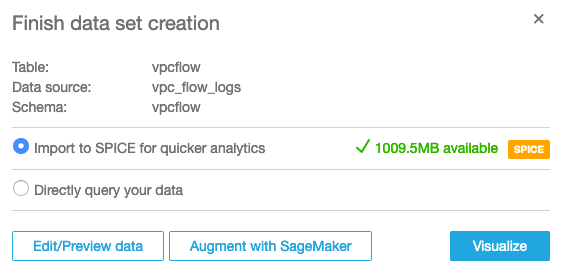 Finish data set creation
Table: vpcflow
Data source: vpc_flow_logs
Schema: vpcflow
Import to SPICE for quicker analytics 1009.5MB available SPICE
Directly query your data
Edit/Preview data Augment with SageMaker Visualize